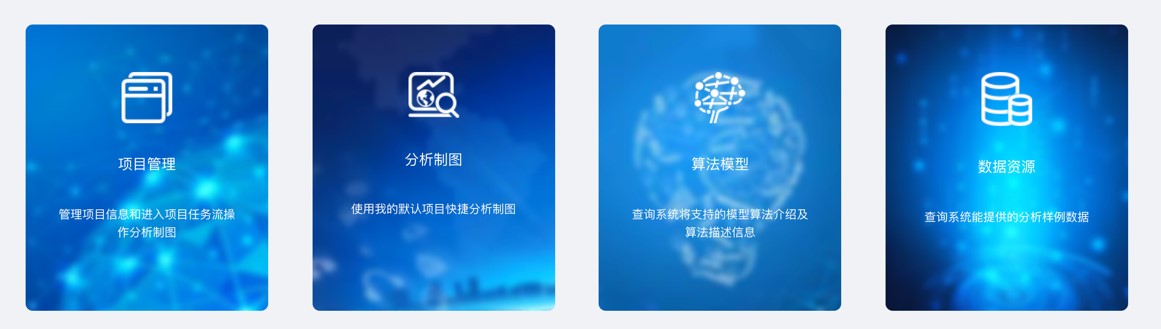 项目管理
管理项目信息和进入项目任务流操
作分析制图
分析制图
使用我的默认项目快捷分析制图
算法模型
查询系统将支持的模型算法介绍及
算法描述信息
数据资源
查询系统能提供的分析样例数据